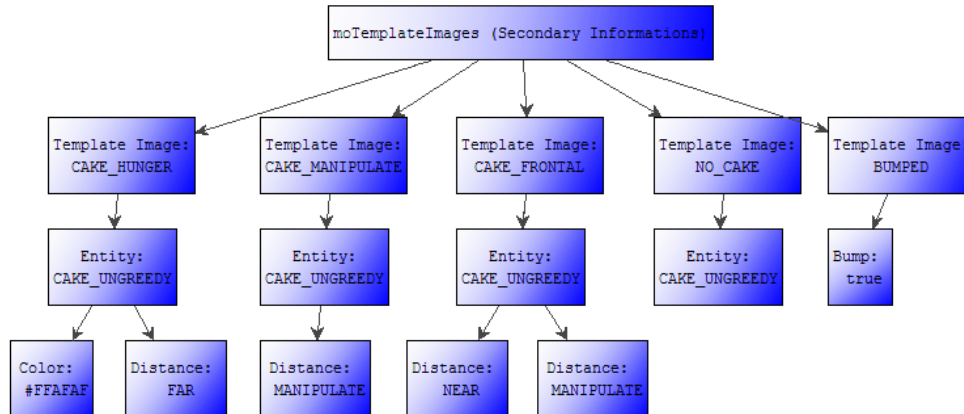 moTemplateImages (Secondary Informations)
Template Image:
CAKE_HUNGER
Template Image:
CAKE_MANIPULATE
Template Image:
CAKE_FRONTAL
Template Image:
NO_CAKE
Template Image
BUMPED
Entity:
CAKE_UNGREEDY
Entity:
CAKE_UNGREEDY
Entity:
CAKE_UNGREEDY
Entity:
CAKE_UNGREEDY
Bump:
true
Color:
#FFAFAF
Distance:
FAR
Distance:
MANIPULATE
Distance:
NEAR
Distance:
MANIPULATE